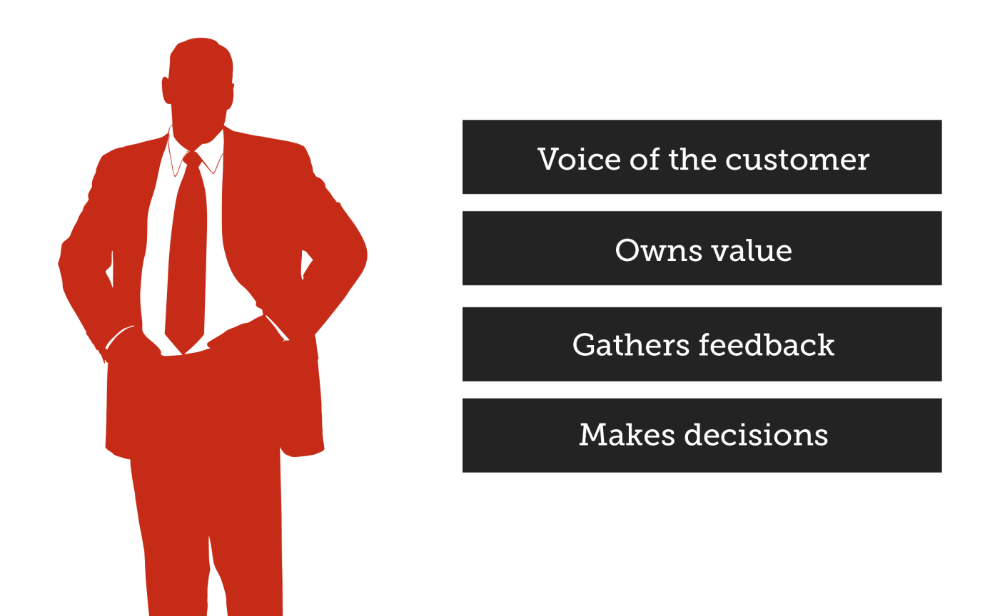 Voice of the customer
Owns value
Gathers feedback
Makes decisions